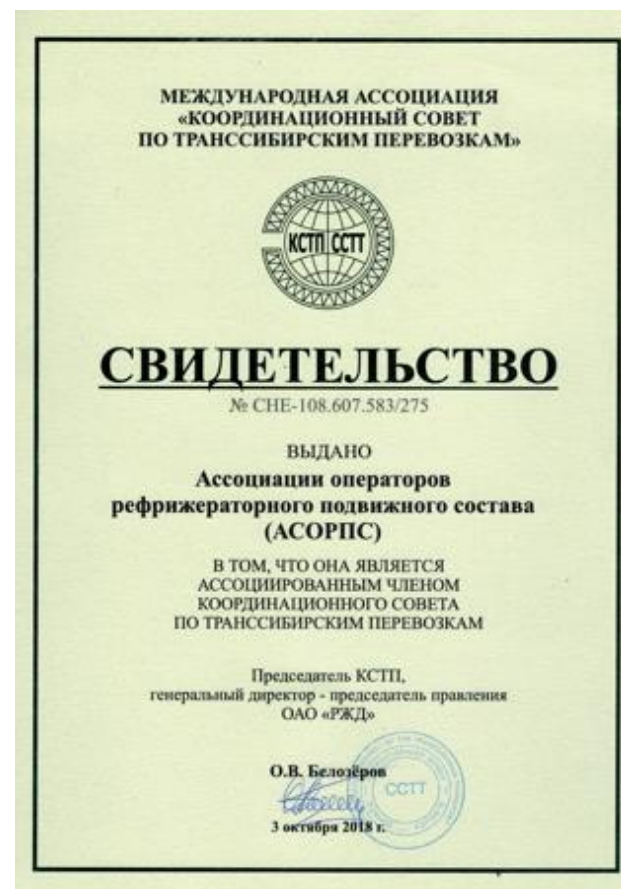 МЕЖДУНАРОДНАЯ АССОЦИАЦИЯ
«КООРДИНАЦИОННЫЙ СОВЕТ
ПО ТРАНССИБИРСКИМ ПЕРЕВОЗКАМ»
КСТП ССТТ
СВИДЕТЕЛЬСТВО
№ CHE-108.607.583/275
ВЫДАНО
Ассоциации операторов
рефрижераторного подвижного состава
(АСОРПС)
В ТОМ, ЧТО ОНА ЯВЛЯЕТСЯ
АССОЦИИРОВАННЫМ ЧЛЕНОМ
КООРДИНАЦИОННОГО СОВЕТА
ПО ТРАНССИБИРСКИМ ПЕРЕВОЗКАМ
Председатель КСТП,
генеральный директор - председатель правления
ОАО «РЖД»
О.В. Белозёров
ССТТ
3 октября 2018 г.